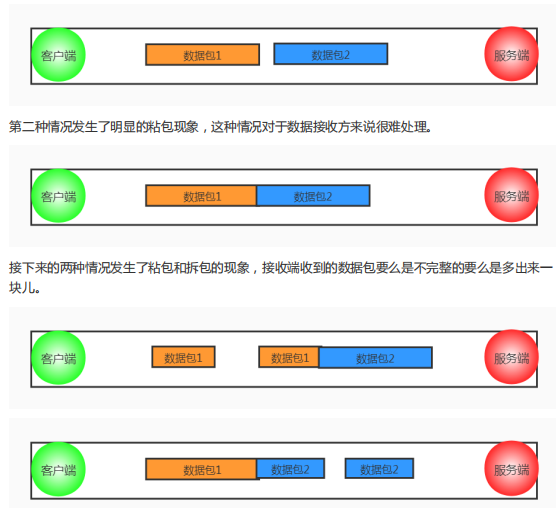 客户端 数据包1 数据包2 服务端
第二种情况发生了明显的粘包现象，这种情况对于数据接收方来说很难处理。
客户端 数据包1 数据包2 服务端
接下来的两种情况发生了粘包和拆包的现象，接收端收到的数据包要么是不完整的要么是多出来一
块儿。
客户端 数据包1 数据包1 数据包2 服务端
客户端 数据包1 数据包2 数据包2 服务端